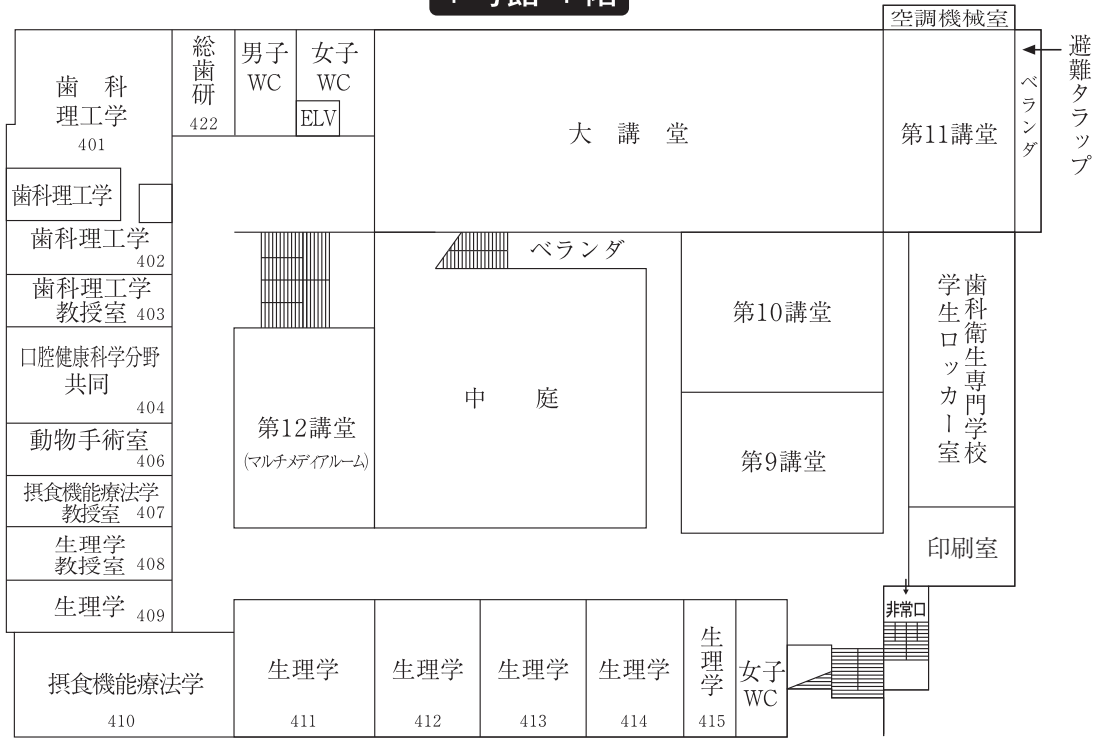 空調機械室
避難タラップ
ベランダ
歯科
理工学
401
総歯研
422
男子
WC
女子
WC
ELV
大講堂
第11講堂
歯科理工学
歯科理工学
402
歯科理工学
教授室 403
口腔健康科学分野
共同
404
動物手術室
406
摂食機能療法学
教授室 407
生理学
教授室 408
生理学 409
ベランダ
中庭
第12講堂
(マルチメディアルーム)
第10講堂
第9講堂
歯科衛生専門学校
学生ロッカー室
印刷室
非常口
摂食機能療法学
410
生理学
411
生理学
412
生理学
413
生理学
414
生理学
415
女子
WC